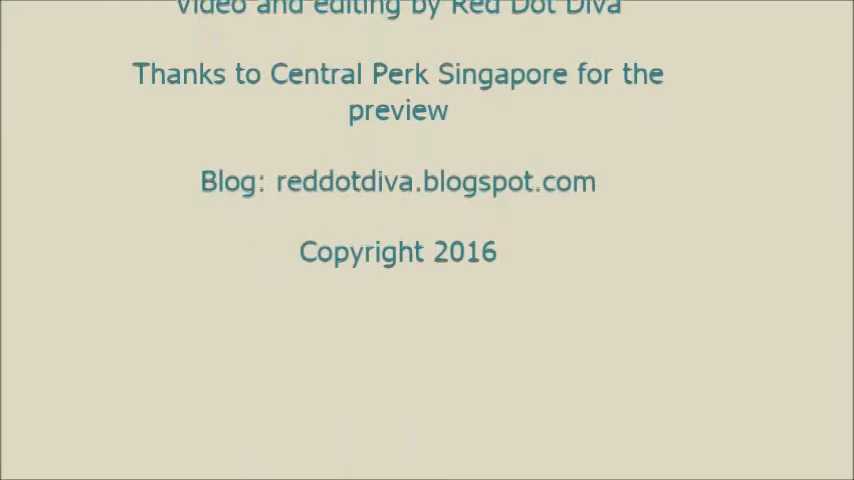 Video and editing by Red Dot Diva
Thanks to Central Perk Singapore for the
preview
Blog: reddotdiva.blogspot.com
Copyright 2016